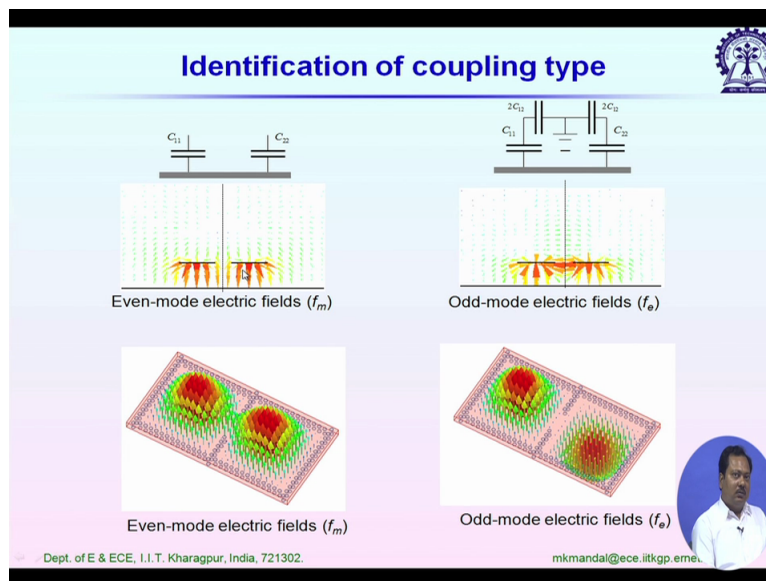 Identification of coupling type
C11
C22
2C12
2C12
C11
C22
Even-mode electric fields (fm)
Odd-mode electric fields (fe)
Even-mode electric fields (fm)
Odd-mode electric fields (fe)
Dept. of E & ECE, I.I.T. Kharagpur, India, 721302.
mkmandal@ece.iitkgp.ernet.